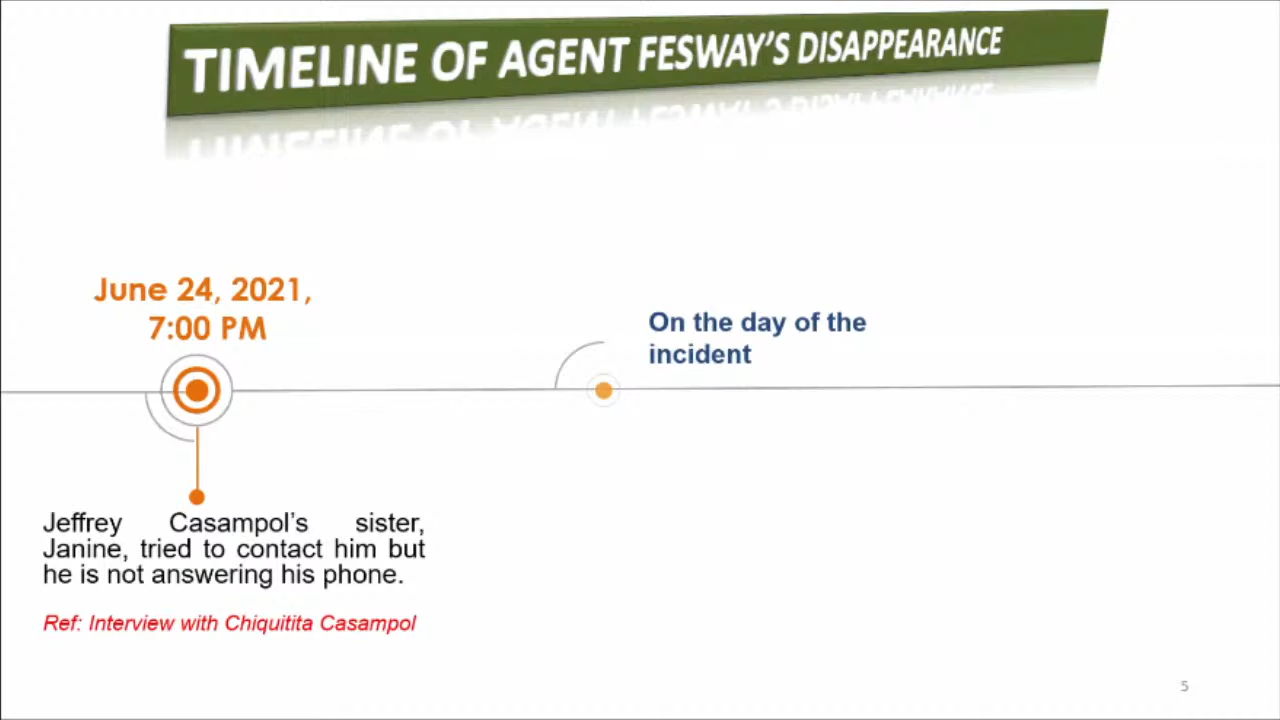 TIMELINE OF AGENT FESWAY'S DISAPPEARANCE
June 24, 2021,
7:00 PM
On the day of the
incident
Jeffrey Casampol's sister,
Janine, tried to contact him but
he is not answering his phone.
Ref: Interview with Chiquitita Casampol
5